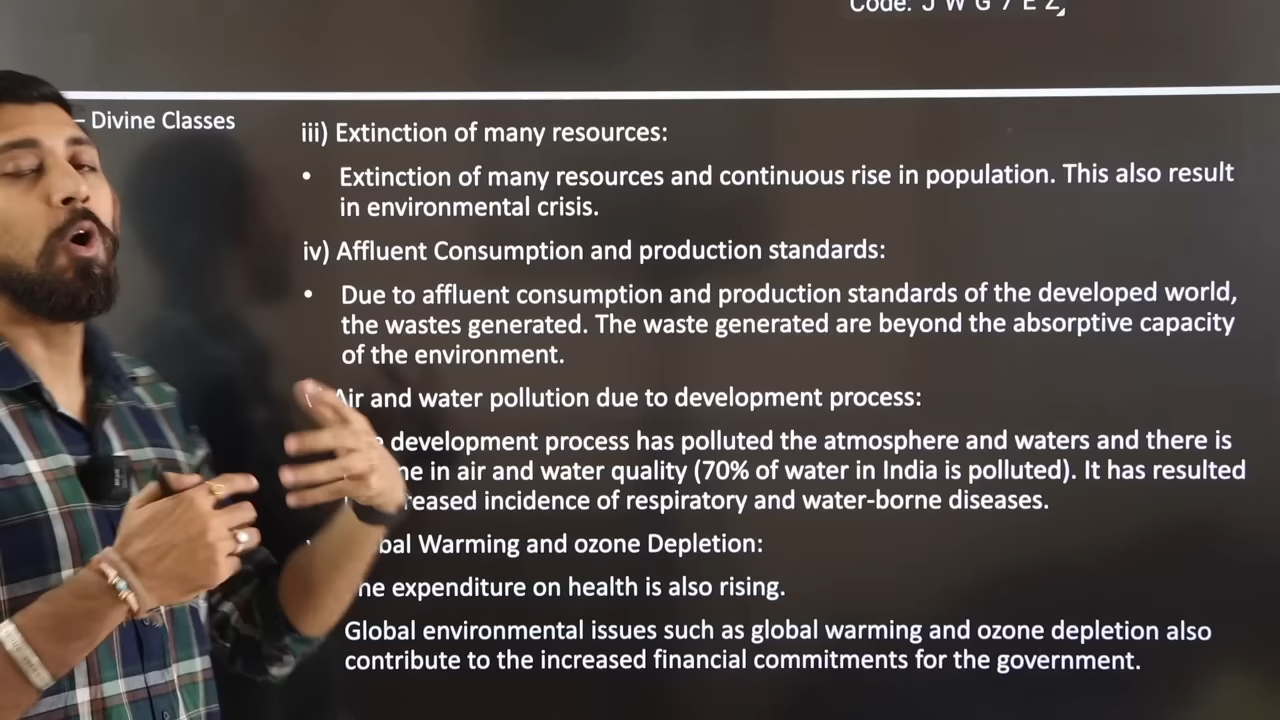 Code: J W G 7 E Z
– Divine Classes
iii) Extinction of many resources:
• Extinction of many resources and continuous rise in population. This also result
in environmental crisis.
iv) Affluent Consumption and production standards:
• Due to affluent consumption and production standards of the developed world,
the wastes generated. The waste generated are beyond the absorptive capacity
of the environment.
Air and water pollution due to development process:
development process has polluted the atmosphere and waters and there is
in air and water quality (70% of water in India is polluted). It has resulted
incidence of respiratory and water-borne diseases.
Warming and ozone Depletion:
expenditure on health is also rising.
Global environmental issues such as global warming and ozone depletion also
contribute to the increased financial commitments for the government.